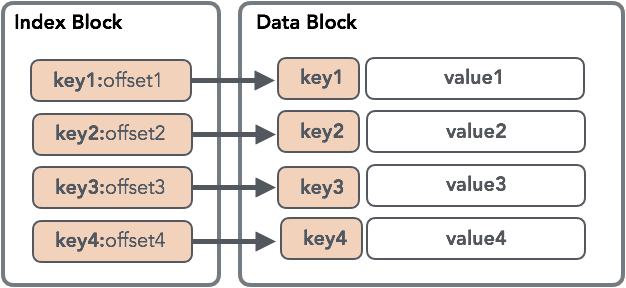 Index Block
Data Block
key1:offset1
key1
value1
key2:offset2
key2
value2
key3:offset3
key3
value3
key4:offset4
key4
value4